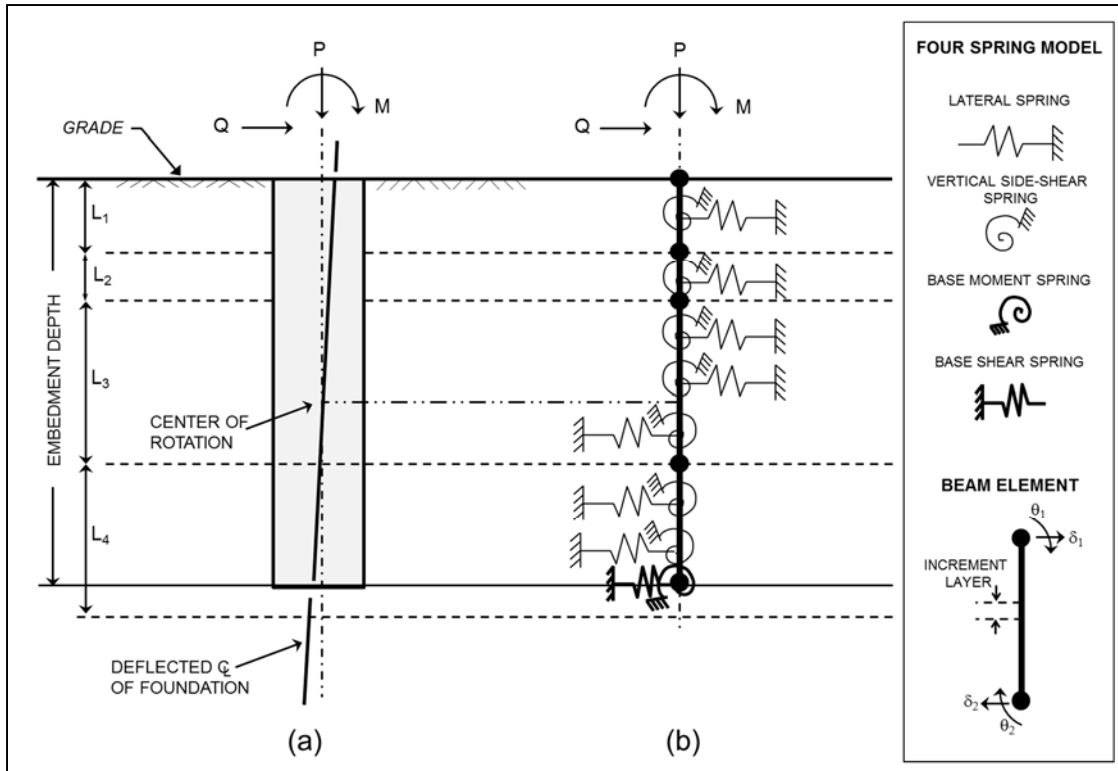 P
M
Q
GRADE
L1
L2
L3
L4
EMBEDMENT DEPTH
CENTER OF
ROTATION
DEFLECTED ℄
OF FOUNDATION
(a)
P
M
Q
(b)
FOUR SPRING MODEL
LATERAL SPRING
VERTICAL SIDE-SHEAR
SPRING
BASE MOMENT SPRING
BASE SHEAR SPRING
BEAM ELEMENT
θ1
δ1
INCREMENT
LAYER
δ2
θ2